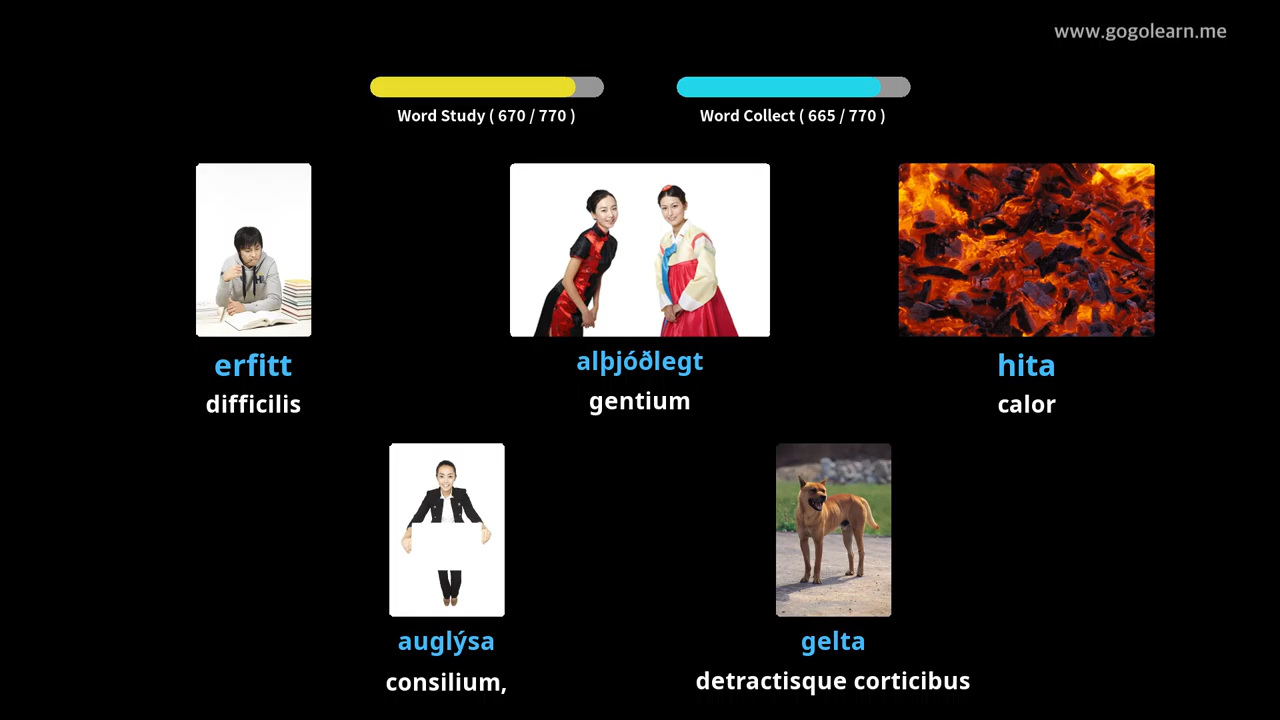 www.gogolearn.me
Word Study ( 670 / 770 )
Word Collect ( 665 / 770 )
erfitt
difficilis
alþjóðlegt
gentium
hita
calor
auglýsa
consilium,
gelta
detractisque corticibus